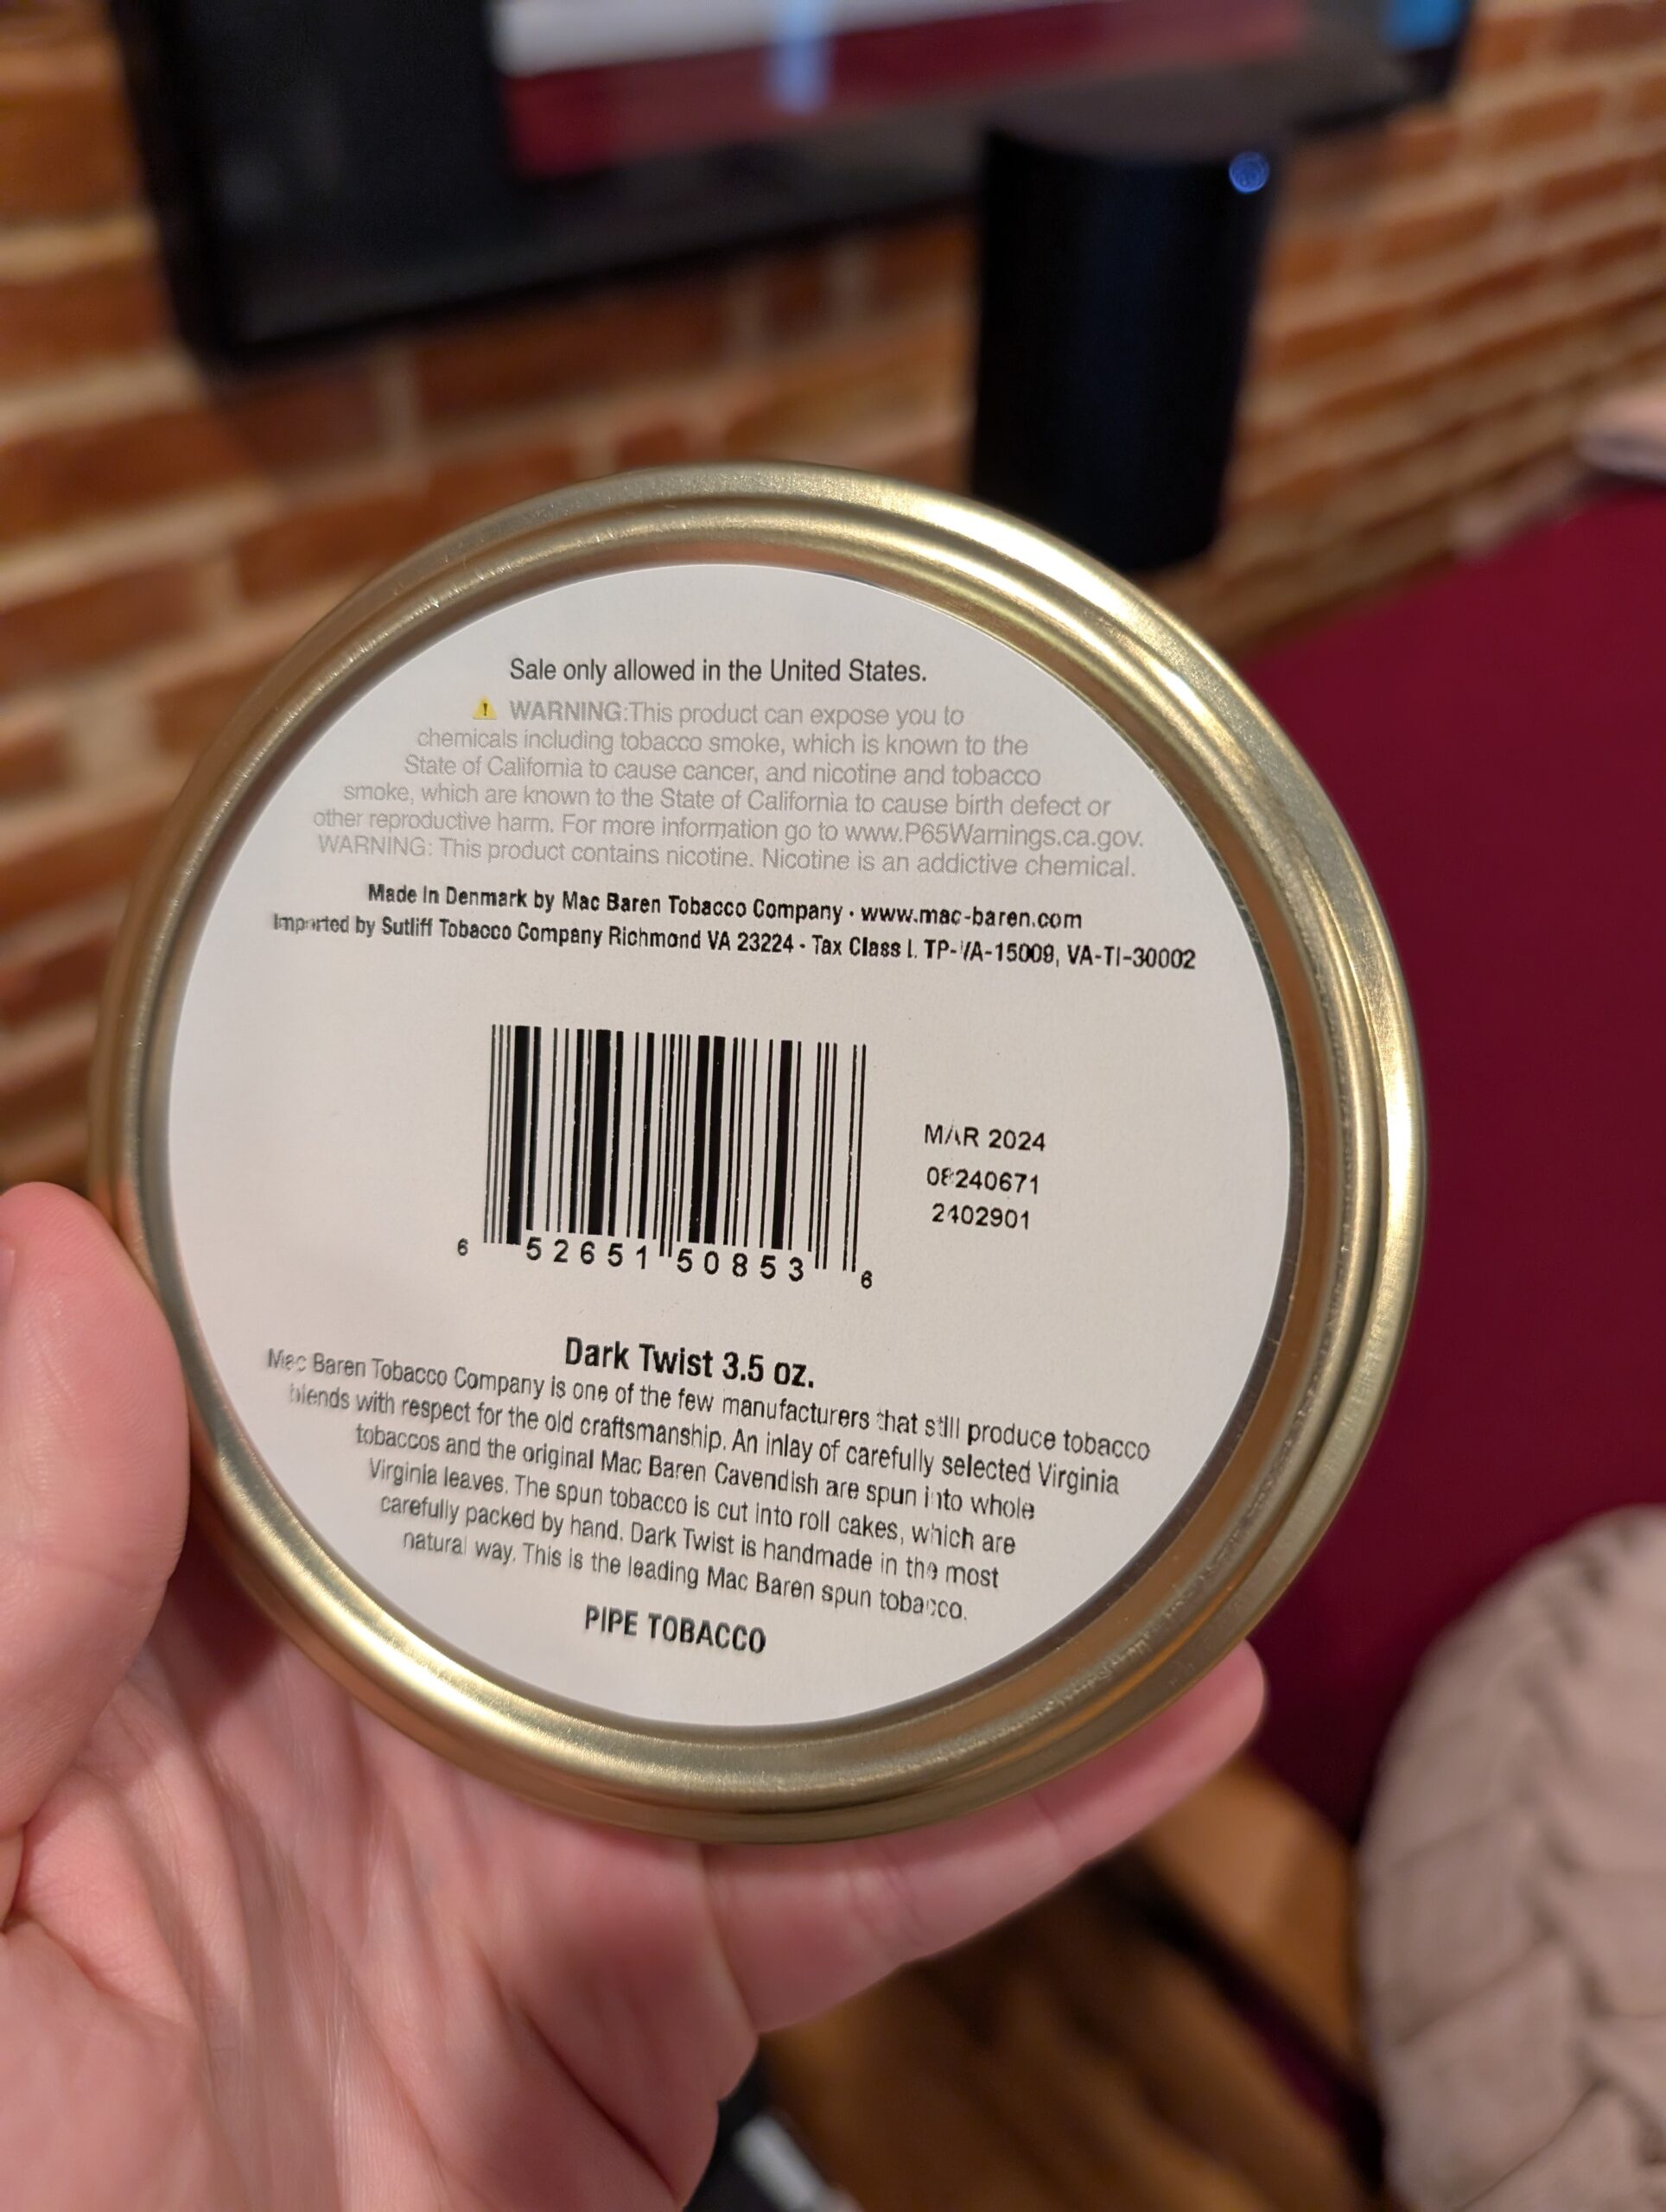 Sale only allowed in the United States.
WARNING:This product can expose you to
chemicals including tobacco smoke, which is known to the
State of California to cause cancer, and nicotine and tobacco
smoke, which are known to the State of California to cause birth defect or
other reproductive harm. For more information go to www.P65Warnings.ca.gov.
WARNING: This product contains nicotine. Nicotine is an addictive chemical.
Made In Denmark by Mac Baren Tobacco Company · www.mac-baren.com
Imported by Sutliff Tobacco Company Richmond VA 23224 - Tax Class L. TP-VA-15009, VA-TI-30002
MAR 2024
08240671
2402901
6 52651 50853 6
Dark Twist 3.5 oz.
Mac Baren Tobacco Company is one of the few manufacturers that still produce tobacco
blends with respect for the old craftsmanship. An inlay of carefully selected Virginia
tobaccos and the original Mac Baren Cavendish are spun into whole
Virginia leaves. The spun tobacco is cut into roll cakes, which are
carefully packed by hand. Dark Twist is handmade in the most
natural way. This is the leading Mac Baren spun tobacco.
PIPE TOBACCO